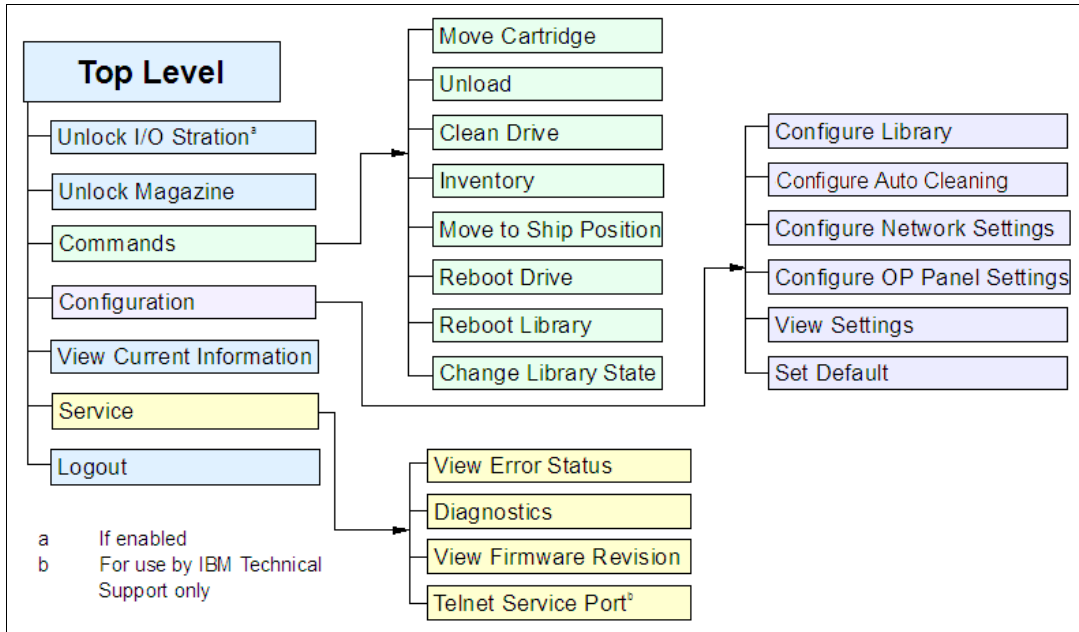 Top Level
Unlock I/O Stration ᵃ
Unlock Magazine
Commands
Configuration
View Current Information
Service
Logout
Move Cartridge
Unload
Clean Drive
Inventory
Move to Ship Position
Reboot Drive
Reboot Library
Change Library State
Configure Library
Configure Auto Cleaning
Configure Network Settings
Configure OP Panel Settings
View Settings
Set Default
View Error Status
Diagnostics
View Firmware Revision
Telnet Service Port ᵇ
a If enabled
b For use by IBM Technical
Support only